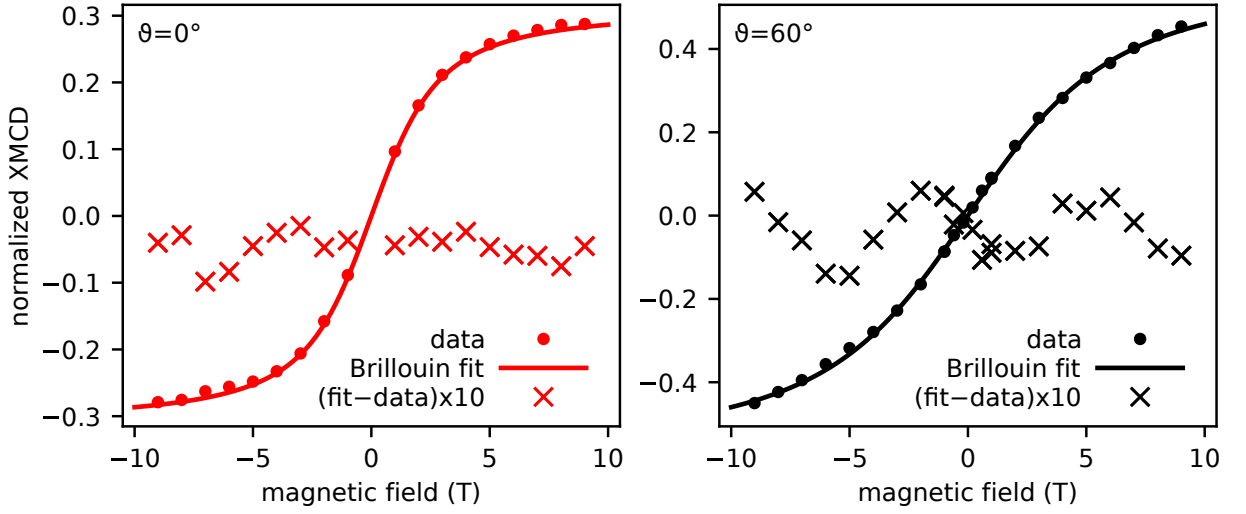 ϑ=0°
0.3
0.2
0.1
0.0
−0.1
−0.2
−0.3
normalized XMCD
data
Brillouin fit
(fit−data)x10
−10 −5 0 5 10
magnetic field (T)
ϑ=60°
0.4
0.2
0.0
−0.2
−0.4
data
Brillouin fit
(fit−data)x10
−10 −5 0 5 10
magnetic field (T)